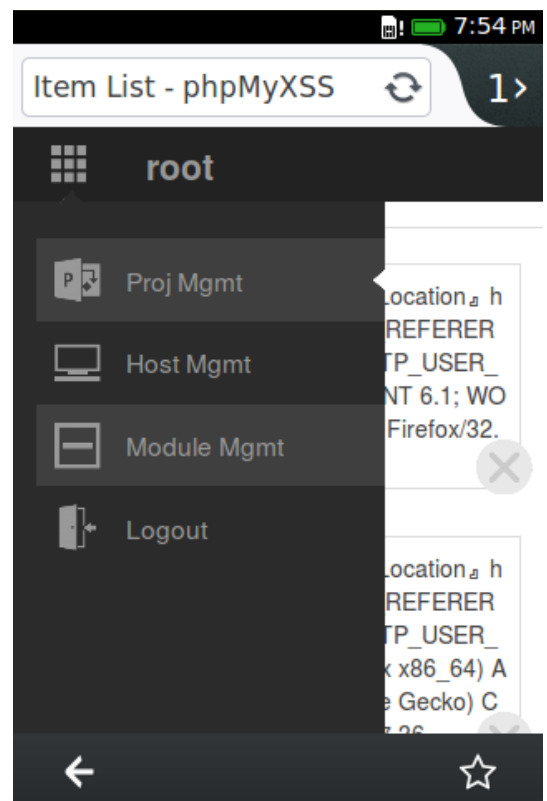 7:54 PM
Item List - phpMyXSS
1
root
Proj Mgmt
Host Mgmt
Module Mgmt
Logout
Location』h
REFERER
TP_USER_
NT 6.1; WO
Firefox/32.
Location』h
REFERER
TP_USER_
x x86_64) A
e Gecko) C